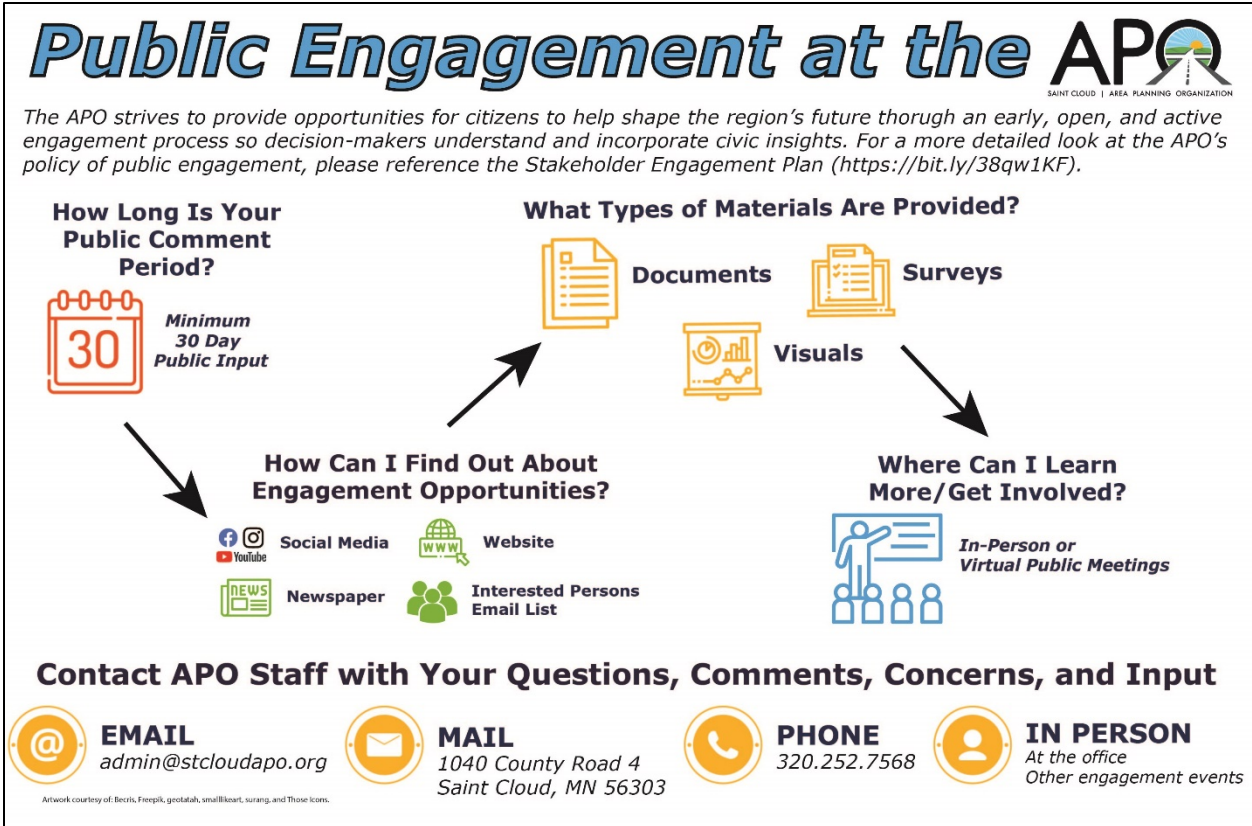 Public Engagement at the APO
SAINT CLOUD | AREA PLANNING ORGANIZATION
The APO strives to provide opportunities for citizens to help shape the region's future thorugh an early, open, and active
engagement process so decision-makers understand and incorporate civic insights. For a more detailed look at the APO's
policy of public engagement, please reference the Stakeholder Engagement Plan (https://bit.ly/38qw1KF).
How Long Is Your
Public Comment
Period?
30
Minimum
30 Day
Public Input
How Can I Find Out About
Engagement Opportunities?
YouTube
Social Media
WWW
Website
NEWS
Newspaper
Interested Persons
Email List
What Types of Materials Are Provided?
Documents
Surveys
Visuals
Where Can I Learn
More/Get Involved?
In-Person or
Virtual Public Meetings
Contact APO Staff with Your Questions, Comments, Concerns, and Input
@
EMAIL
admin@stcloudapo.org
MAIL
1040 County Road 4
Saint Cloud, MN 56303
PHONE
320.252.7568
IN PERSON
At the office
Other engagement events
Artwork courtesy of: Becris, Freepik, geotatah, smalllikeart, surang, and Those Icons.